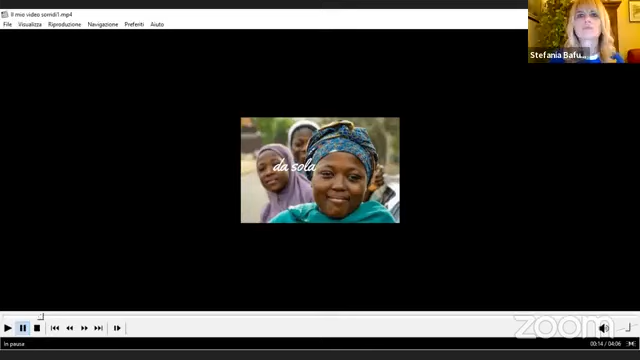 Il mio video sorridi1.mp4
File Visualizza Riproduzione Navigazione Preferiti Aiuto
Stefania Bafu...
da sola
zoom
In pausa
00:14 / 04:06